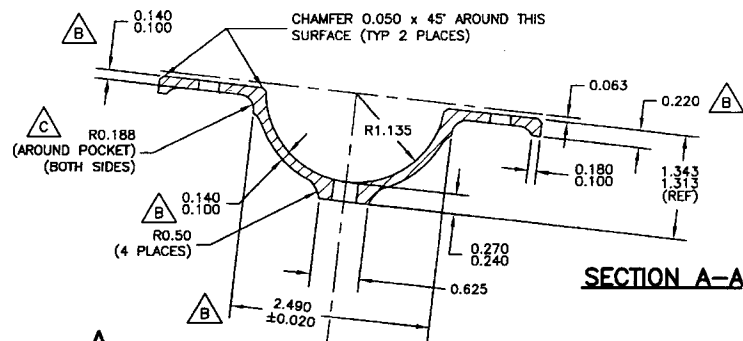 B
0.140
0.100
CHAMFER 0.050 x 45° AROUND THIS
SURFACE (TYP 2 PLACES)
0.063
0.220
B
C
R0.188
(AROUND POCKET)
(BOTH SIDES)
R1.135
0.180
0.100
1.343
1.313
(REF)
B
0.140
0.100
R0.50
(4 PLACES)
0.270
0.240
0.625
SECTION A-A
B
2.490
±0.020
A